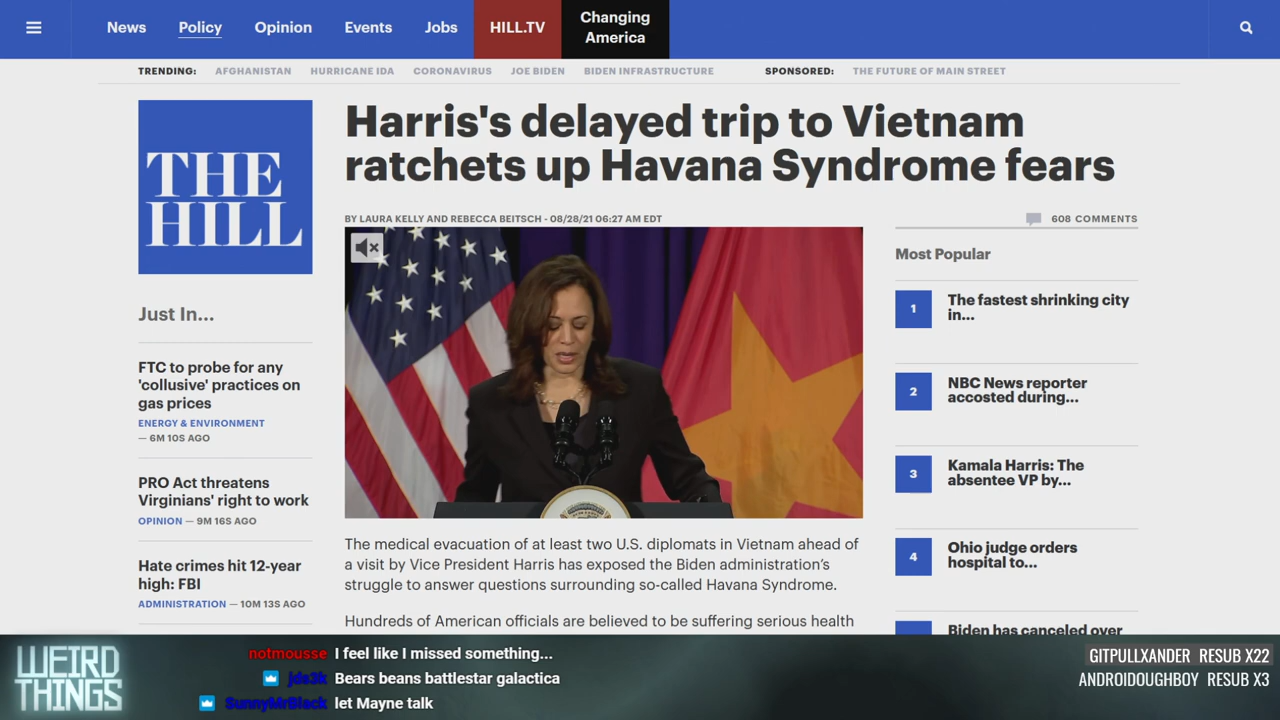 News Policy Opinion Events Jobs HILL.TV Changing
America
TRENDING: AFGHANISTAN HURRICANE IDA CORONAVIRUS JOE BIDEN BIDEN INFRASTRUCTURE SPONSORED: THE FUTURE OF MAIN STREET
THE
HILL
Harris's delayed trip to Vietnam
ratchets up Havana Syndrome fears
BY LAURA KELLY AND REBECCA BEITSCH - 08/28/21 06:27 AM EDT
608 COMMENTS
Just In...
FTC to probe for any
'collusive' practices on
gas prices
ENERGY & ENVIRONMENT
— 6M 10S AGO
PRO Act threatens
Virginians' right to work
OPINION — 9M 16S AGO
Hate crimes hit 12-year
high: FBI
ADMINISTRATION — 10M 13S AGO
The medical evacuation of at least two U.S. diplomats in Vietnam ahead of
a visit by Vice President Harris has exposed the Biden administration's
struggle to answer questions surrounding so-called Havana Syndrome.
Hundreds of American officials are believed to be suffering serious health
Most Popular
1 The fastest shrinking city
in...
2 NBC News reporter
accosted during...
3 Kamala Harris: The
absentee VP by...
4 Ohio judge orders
hospital to...
Biden has canceled over
WEIRD
THINGS
notmousse I feel like I missed something...
jds3k Bears beans battlestar galactica
SunnyMrBlack let Mayne talk
GITPULLXANDER RESUB X22
ANDROIDOUGHBOY RESUB X3